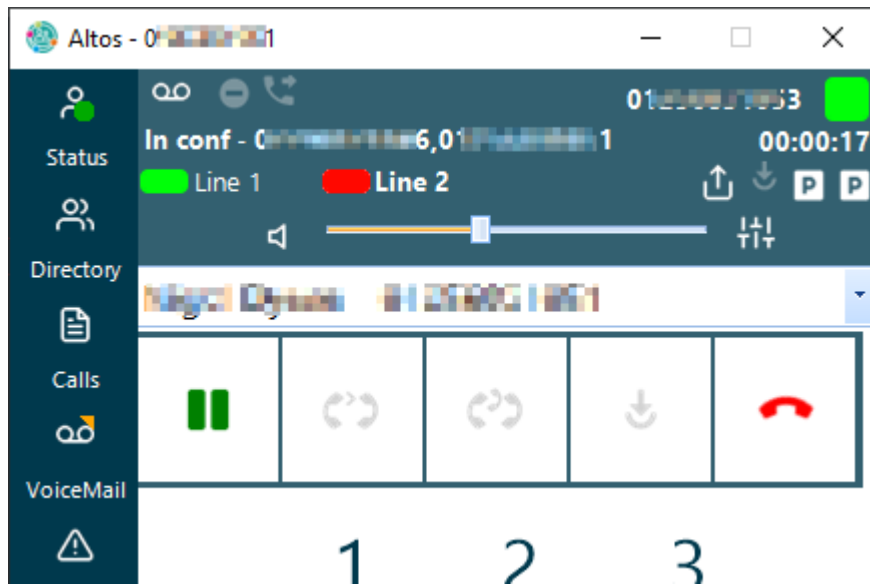 Altos -
Status
In conf -
00:00:17
Line 1
Line 2
P P
Directory
Calls
VoiceMail
1 2 3